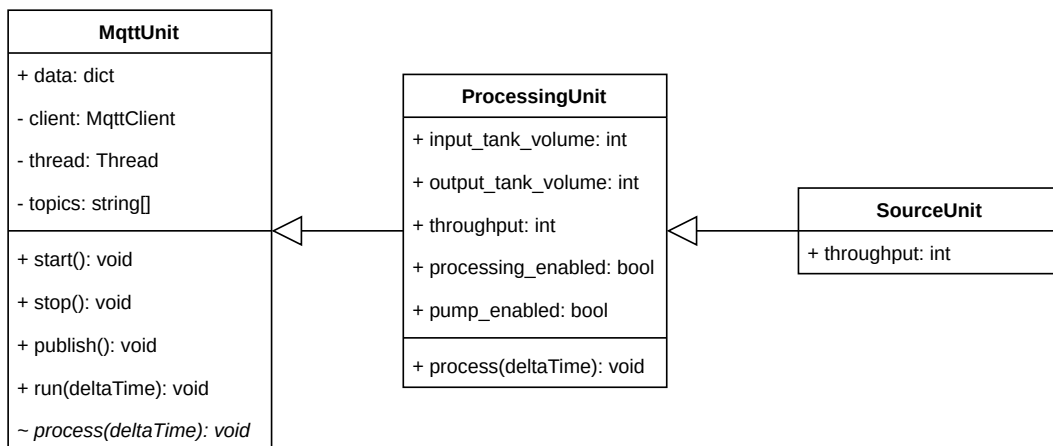 MqttUnit
+ data: dict
- client: MqttClient
- thread: Thread
- topics: string[]
+ start(): void
+ stop(): void
+ publish(): void
+ run(deltaTime): void
~ process(deltaTime): void
ProcessingUnit
+ input_tank_volume: int
+ output_tank_volume: int
+ throughput: int
+ processing_enabled: bool
+ pump_enabled: bool
+ process(deltaTime): void
SourceUnit
+ throughput: int